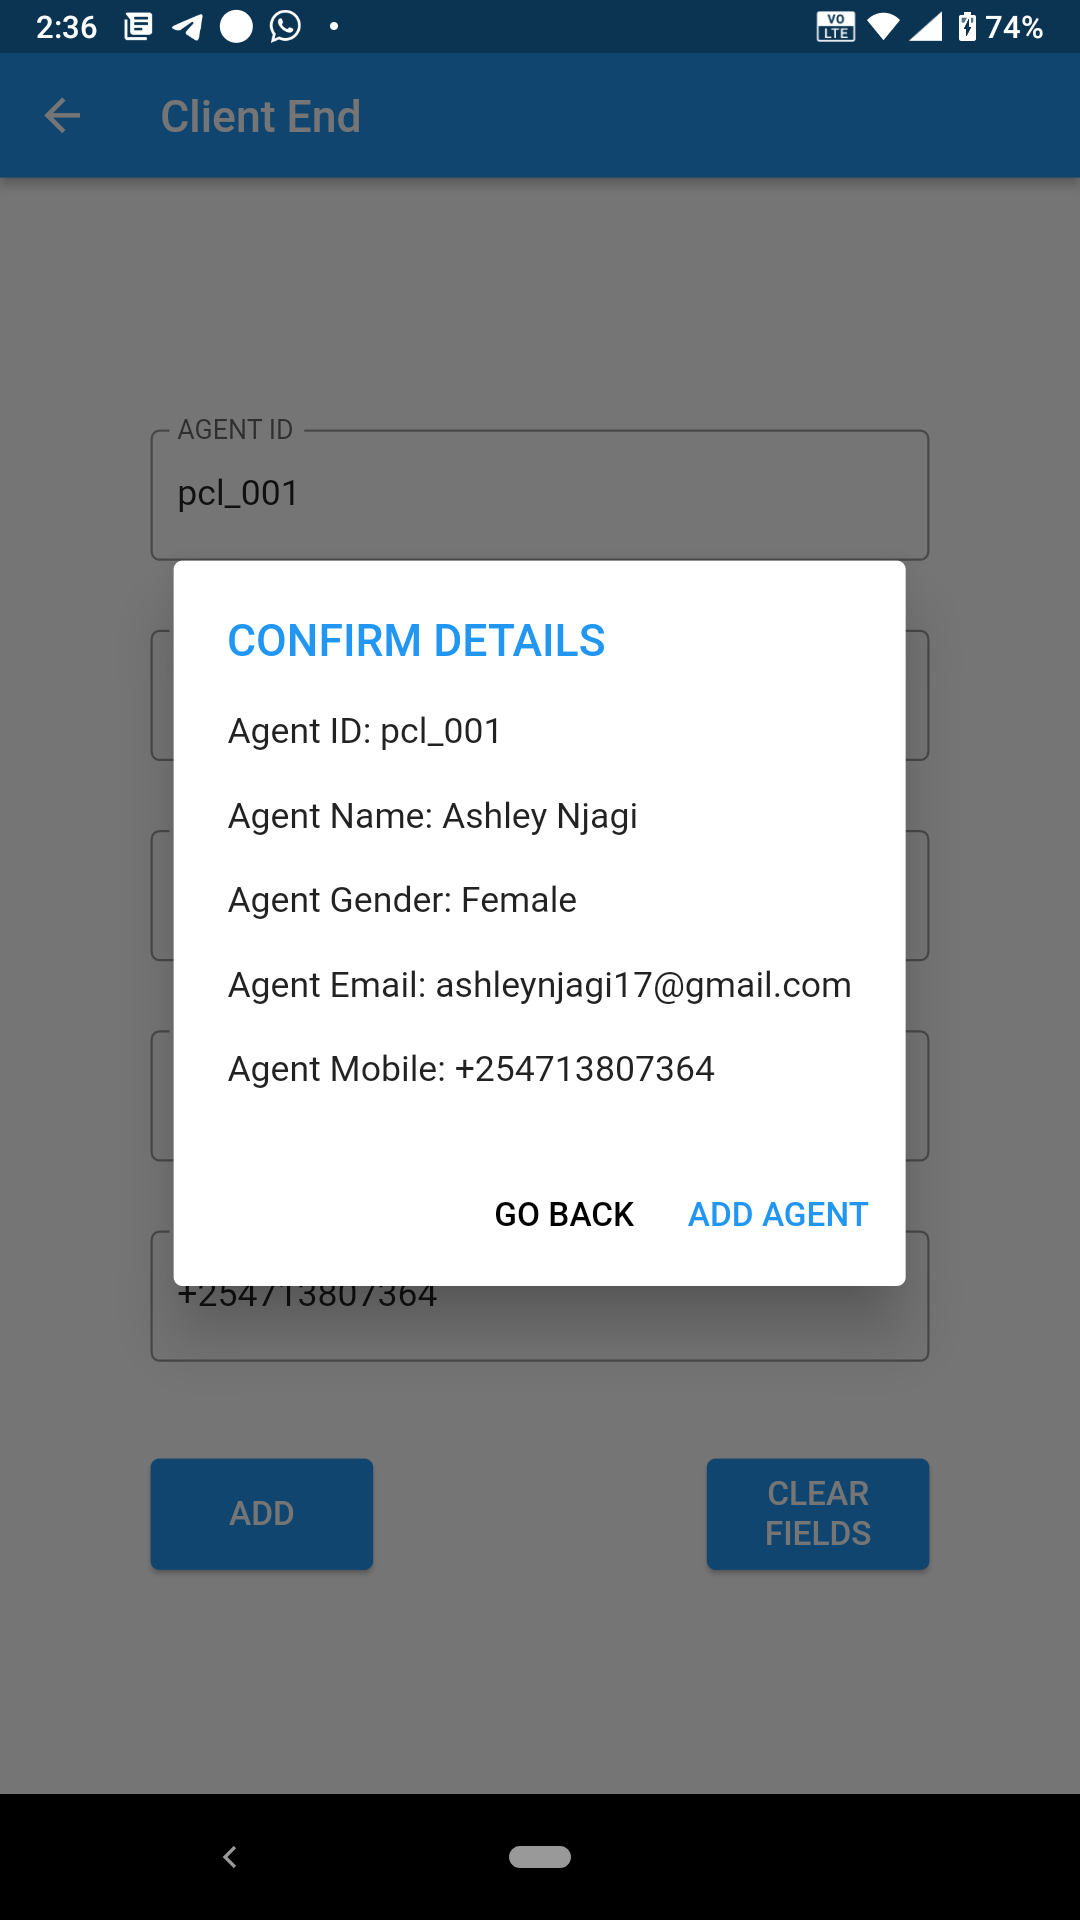 2:36
VO LTE
74%
Client End
AGENT ID
pcl_001
CONFIRM DETAILS
Agent ID: pcl_001
Agent Name: Ashley Njagi
Agent Gender: Female
Agent Email: ashleynjagi17@gmail.com
Agent Mobile: +254713807364
GO BACK
ADD AGENT
+254713807364
ADD
CLEAR
FIELDS